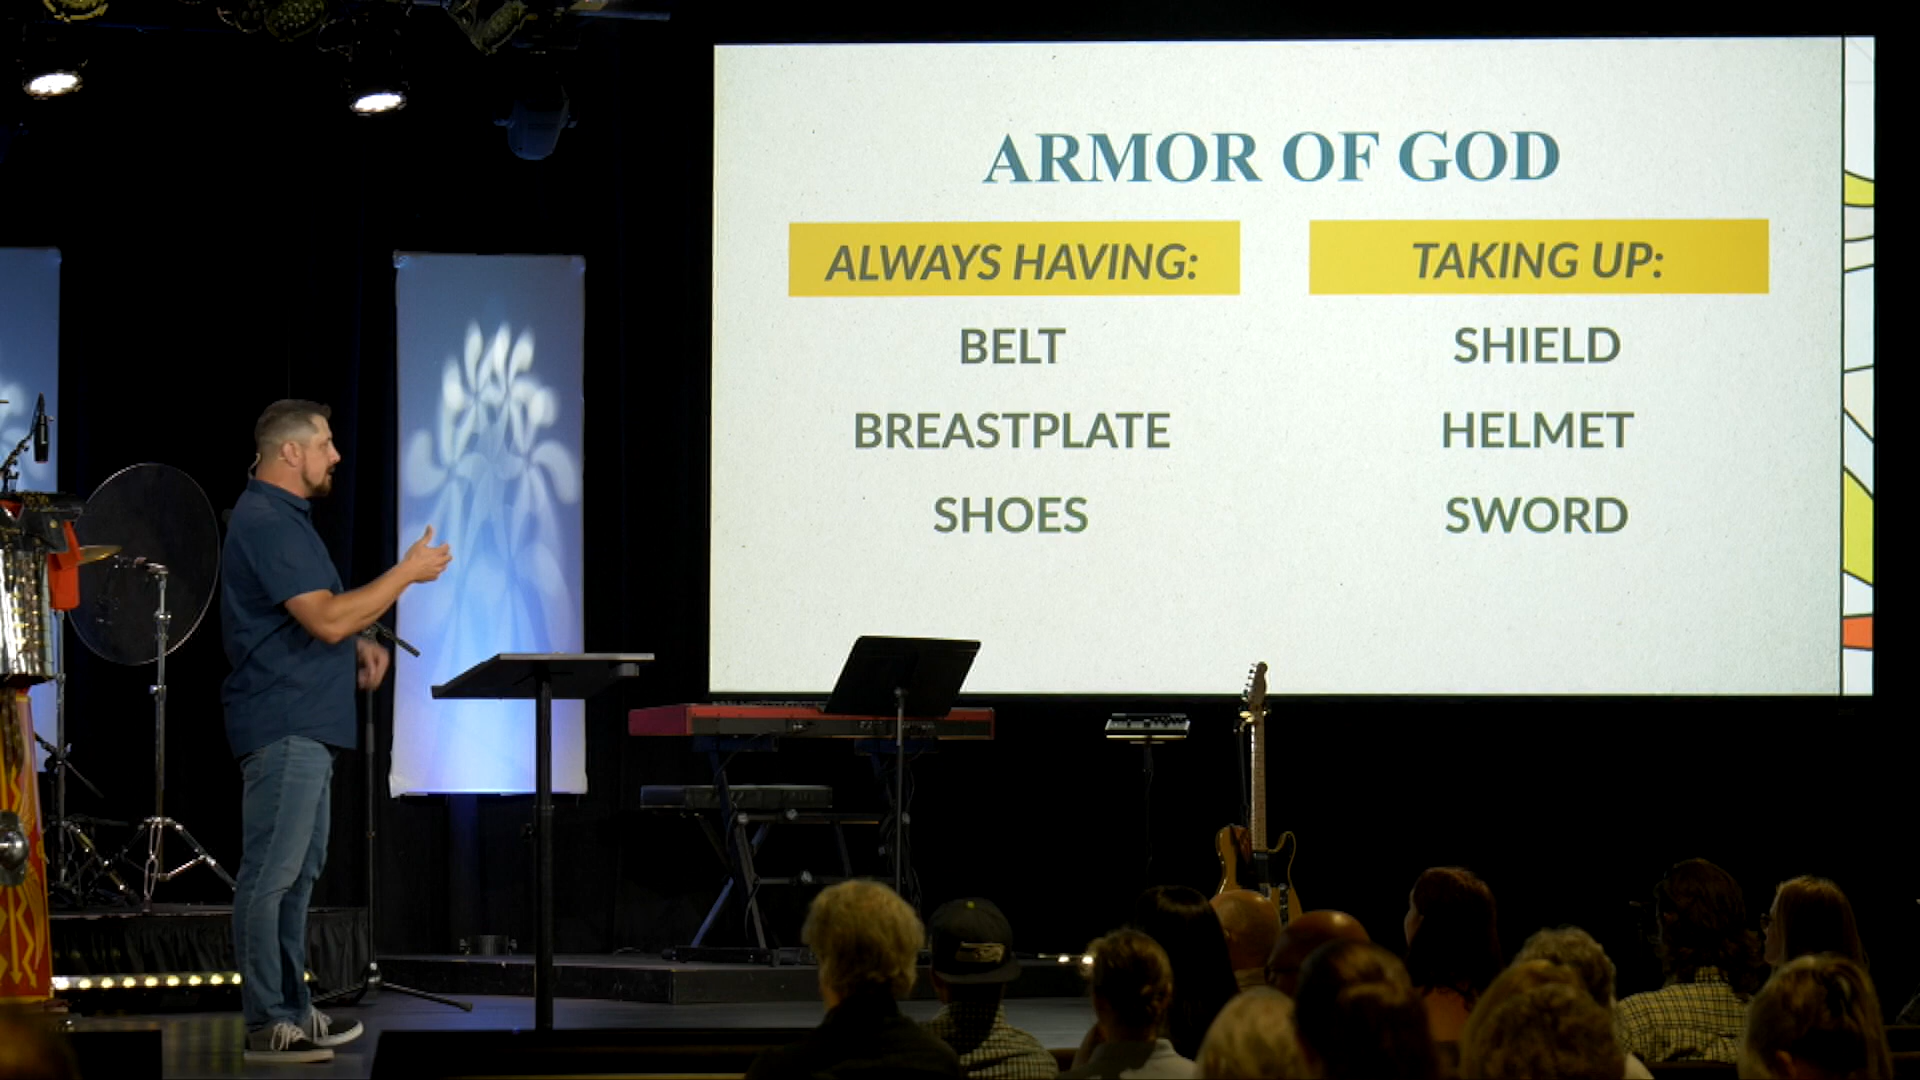 ARMOR OF GOD
ALWAYS HAVING:
BELT
BREASTPLATE
SHOES
TAKING UP:
SHIELD
HELMET
SWORD